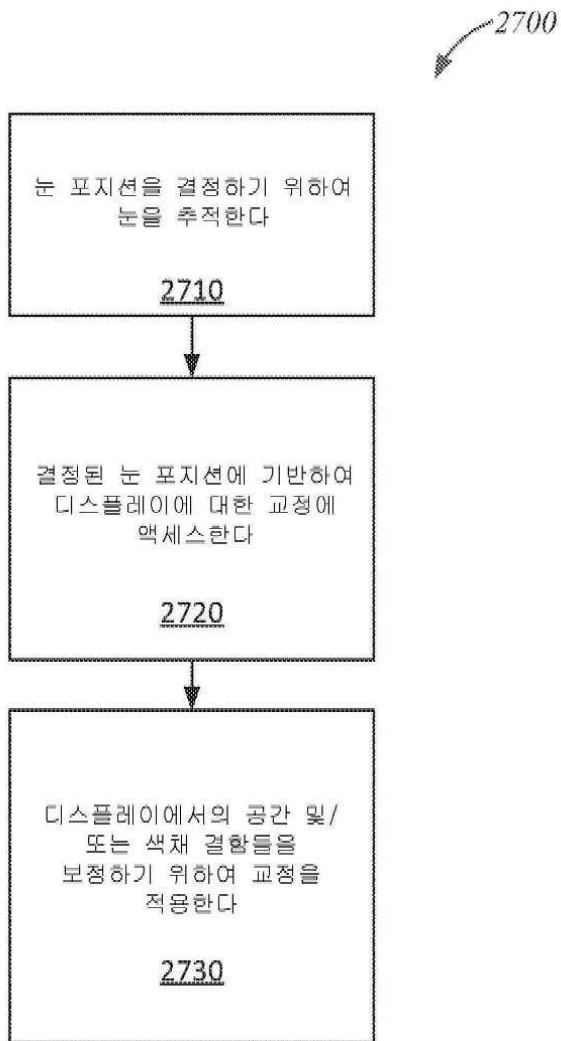 2700
눈 포지션을 결정하기 위하여
눈을 추적한다
2710
결정된 눈 포지션에 기반하여
디스플레이에 대한 교정에
액세스한다
2720
디스플레이에서의 공간 및/
또는 색채 결함들을
보정하기 위하여 교정을
적용한다
2730